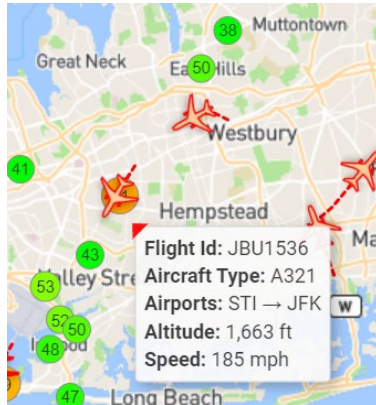 38
Muttontown
Great Neck
50
Hills
Westbury
41
Hempstead
43
Flight Id: JBU1536
Aircraft Type: A321
Airports: STI → JFK
Altitude: 1,663 ft
Speed: 185 mph
Ma
53
52
50
W
48
47
Long Beach